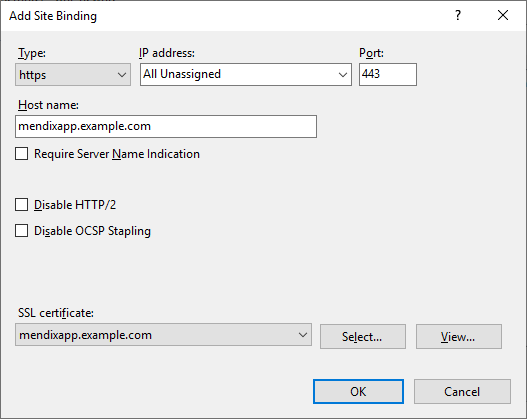 Add Site Binding
?
Type:
IP address:
Port:
https
All Unassigned
443
Host name:
mendixapp.example.com
Require Server Name Indication
Disable HTTP/2
Disable OCSP Stapling
SSL certificate:
mendixapp.example.com
Select...
View...
OK
Cancel